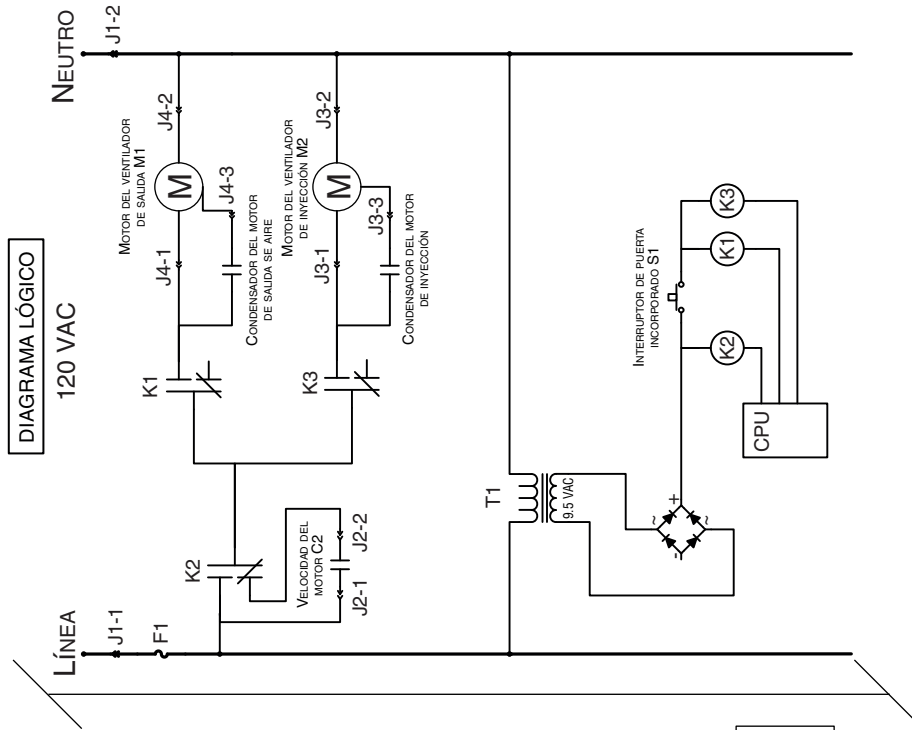 DIAGRAMA LÓGICO
120 VAC
LÍNEA
NEUTRO
J1-1
J1-2
F1
K2
VELOCIDAD DEL
MOTOR C2
J2-1
J2-2
K1
MOTOR DEL VENTILADOR
DE SALIDA M1
J4-1
M
J4-2
J4-3
CONDENSADOR DEL MOTOR
DE SALIDA SE AIRE
K3
MOTOR DEL VENTILADOR
DE INYECCIÓN M2
J3-1
M
J3-2
J3-3
CONDENSADOR DEL MOTOR
DE INYECCIÓN
T1
9.5 VAC
~
+
-
~
INTERRUPTOR DE PUERTA
INCORPORADO S1
K2
K1
K3
CPU